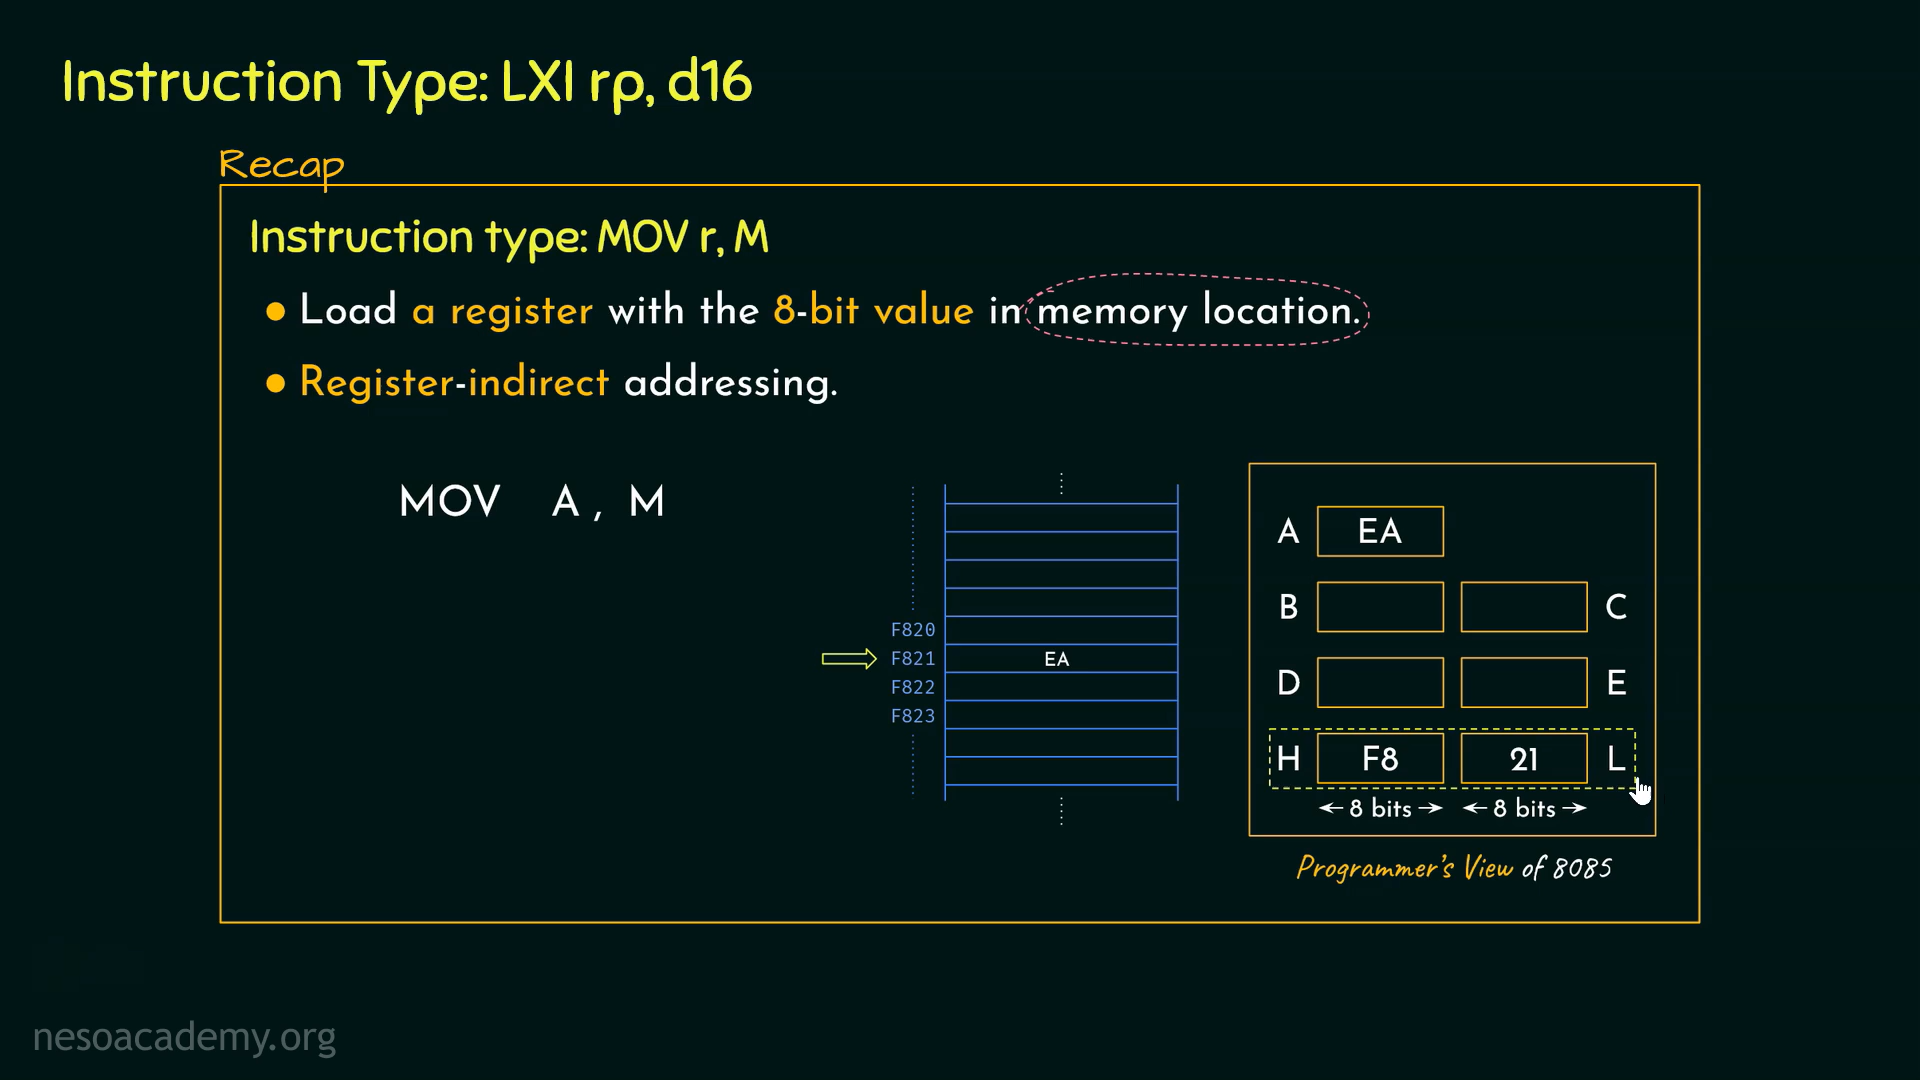 Instruction Type: LXI rp, d16
Recap
Instruction type: MOV r, M
● Load a register with the 8-bit value in memory location.
● Register-indirect addressing.
MOV A , M
F820
F821 EA
F822
F823
A EA
B C
D E
H F8 21 L
8 bits 8 bits
Programmer's View of 8085
nesoacademy.org